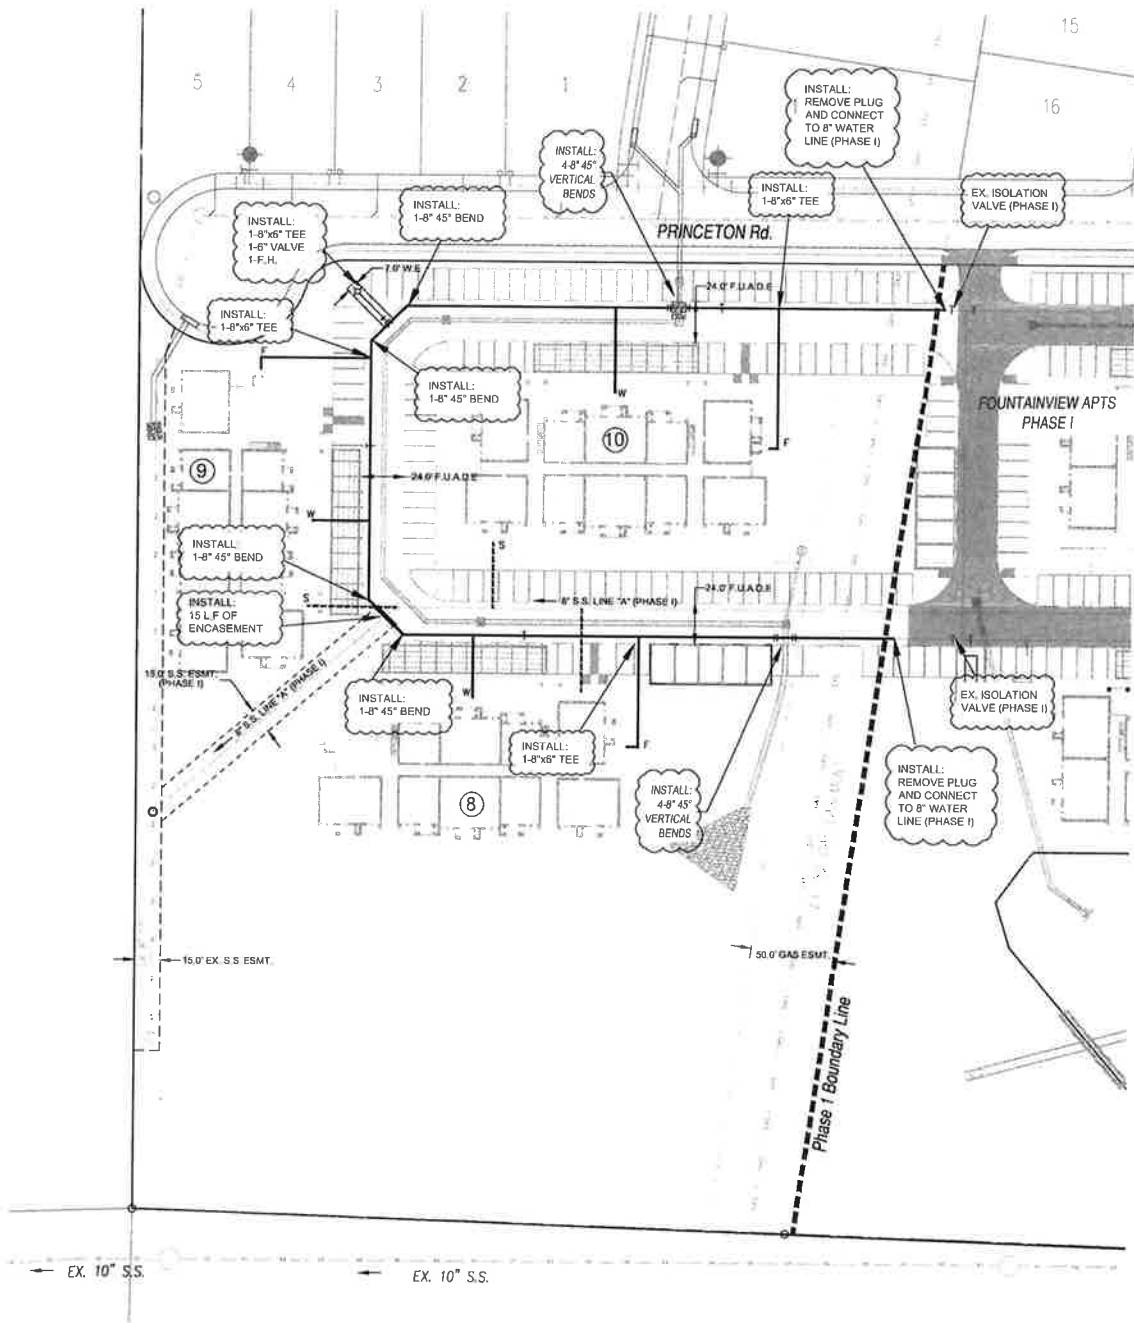 15
5
4
3
2
1
16
INSTALL:
REMOVE PLUG
AND CONNECT
TO 8" WATER
LINE (PHASE I)
INSTALL:
4-8" 45°
VERTICAL
BENDS
INSTALL:
1-8"x6" TEE
EX. ISOLATION
VALVE (PHASE I)
INSTALL:
1-8" 45° BEND
INSTALL:
1-8"x6" TEE
1-6" VALVE
1-F.H.
PRINCETON Rd.
7.0' W.E
24.0' F.U.A.D.E
INSTALL:
1-8"x6" TEE
F
INSTALL:
1-8" 45° BEND
W
FOUNTAINVIEW APTS
PHASE I
10
F
9
24.0' F.U.A.D.E
W
INSTALL
1-8" 45° BEND
S
INSTALL:
15 L.F OF
ENCASEMENT
S
8" S.S. LINE "A" (PHASE I)
24.0' F.U.A.D.E
15.0' S.S. ESMT.
(PHASE I)
8" S.S. LINE "A" (PHASE I)
INSTALL:
1-8" 45° BEND
W
INSTALL:
1-8"x6" TEE
F
EX. ISOLATION
VALVE (PHASE I)
INSTALL:
REMOVE PLUG
AND CONNECT
TO 8" WATER
LINE (PHASE I)
INSTALL:
4-8" 45°
VERTICAL
BENDS
8
15.0' EX. S.S. ESMT.
50.0' GAS ESMT.
Phase 1 Boundary Line
EX. 10" S.S.
EX. 10" S.S.